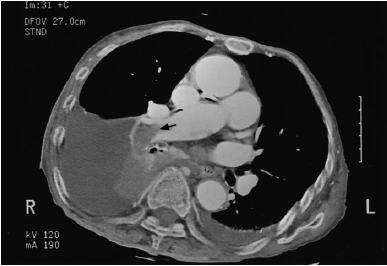 Im:31 +C
DFOV 27.0cm
STND
R
L
kV 120
mA 190